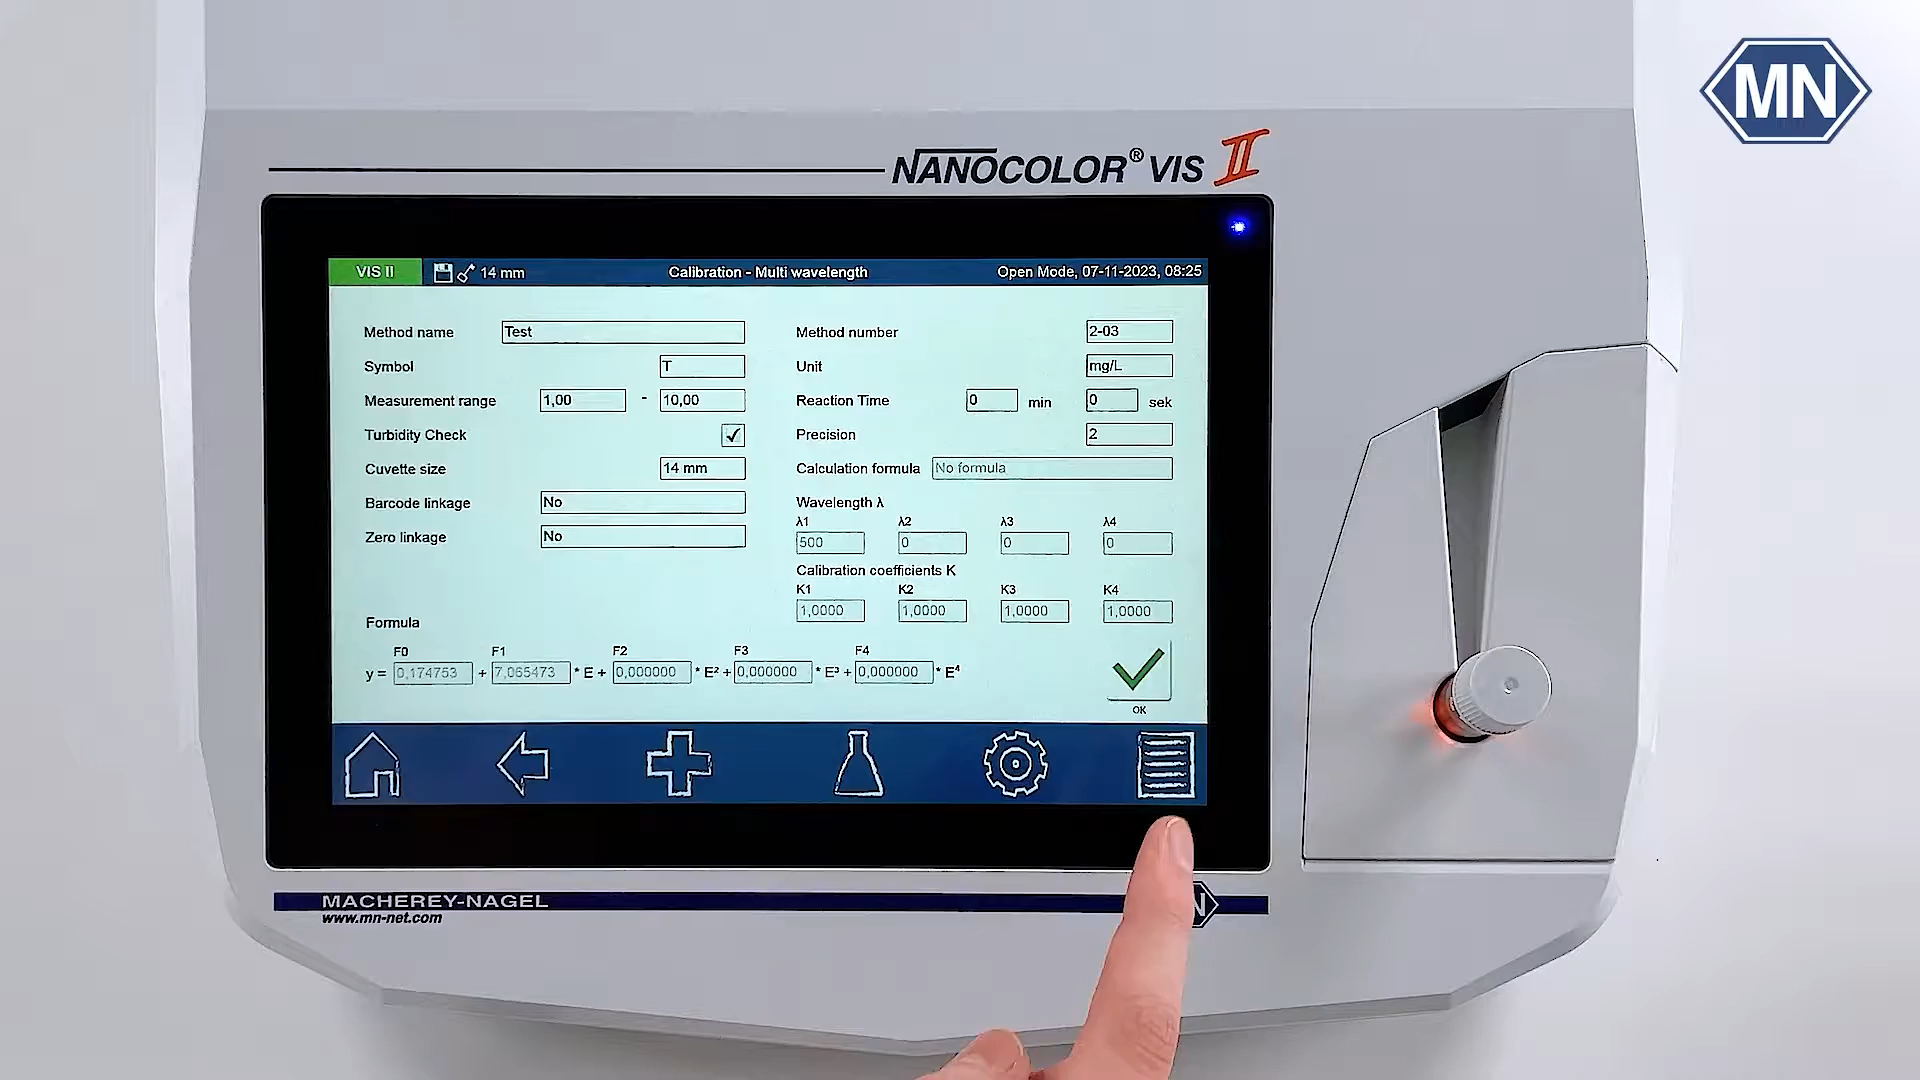 MN
NANOCOLOR® VIS II
VIS II 14 mm Calibration - Multi wavelength Open Mode, 07-11-2023, 08:25
Method name Test Method number 2-03
Symbol T Unit mg/L
Measurement range 1,00 - 10,00 Reaction Time 0 min 0 sek
Turbidity Check Precision 2
Cuvette size 14 mm Calculation formula No formula
Barcode linkage No Wavelength λ
λ1 λ2 λ3 λ4
Zero linkage No 500 0 0 0
Calibration coefficients K
K1 K2 K3 K4
1,0000 1,0000 1,0000 1,0000
Formula
F0 F1 F2 F3 F4
y = 0,174753 + 7,065473 * E + 0,000000 * E² + 0,000000 * E³ + 0,000000 * E⁴
OK
MACHEREY-NAGEL
www.mn-net.com
N